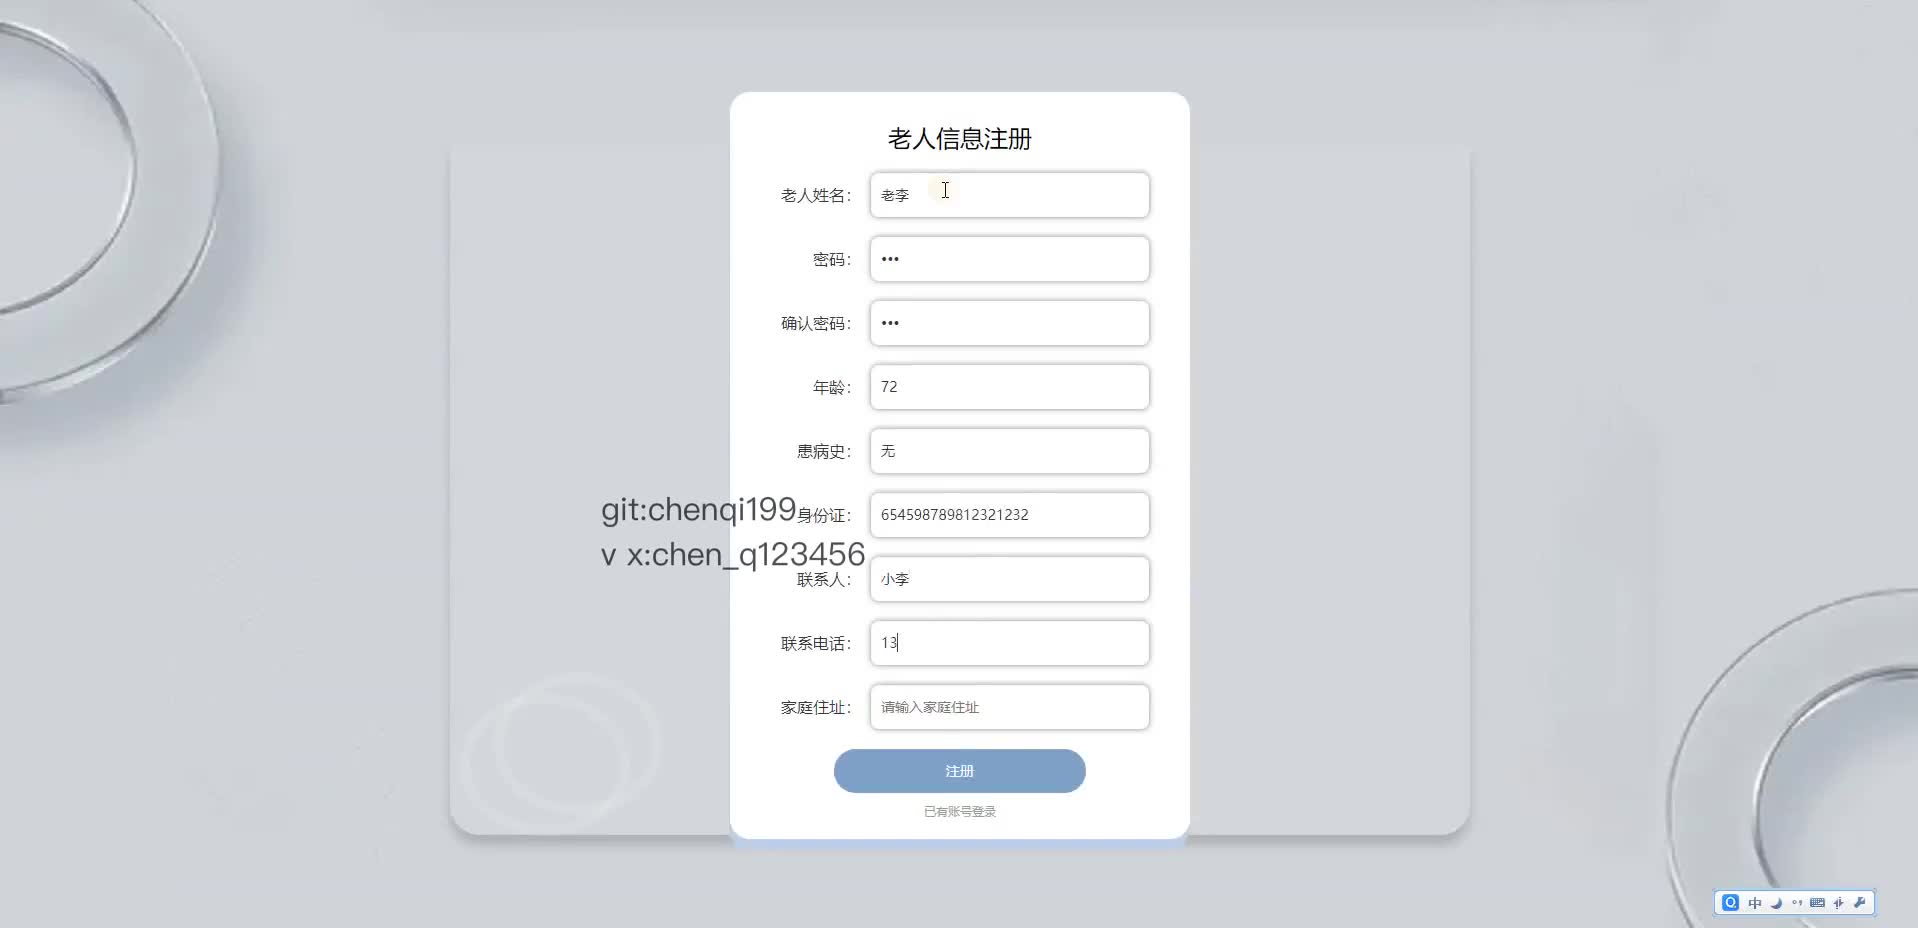 老人信息注册
老人姓名： 老李
密码： •••
确认密码： •••
年龄： 72
患病史： 无
git:chenqi199
身份证： 654598789812321232
v x:chen_q123456
联系人： 小李
联系电话： 13
家庭住址： 请输入家庭住址
注册
已有账号登录
中